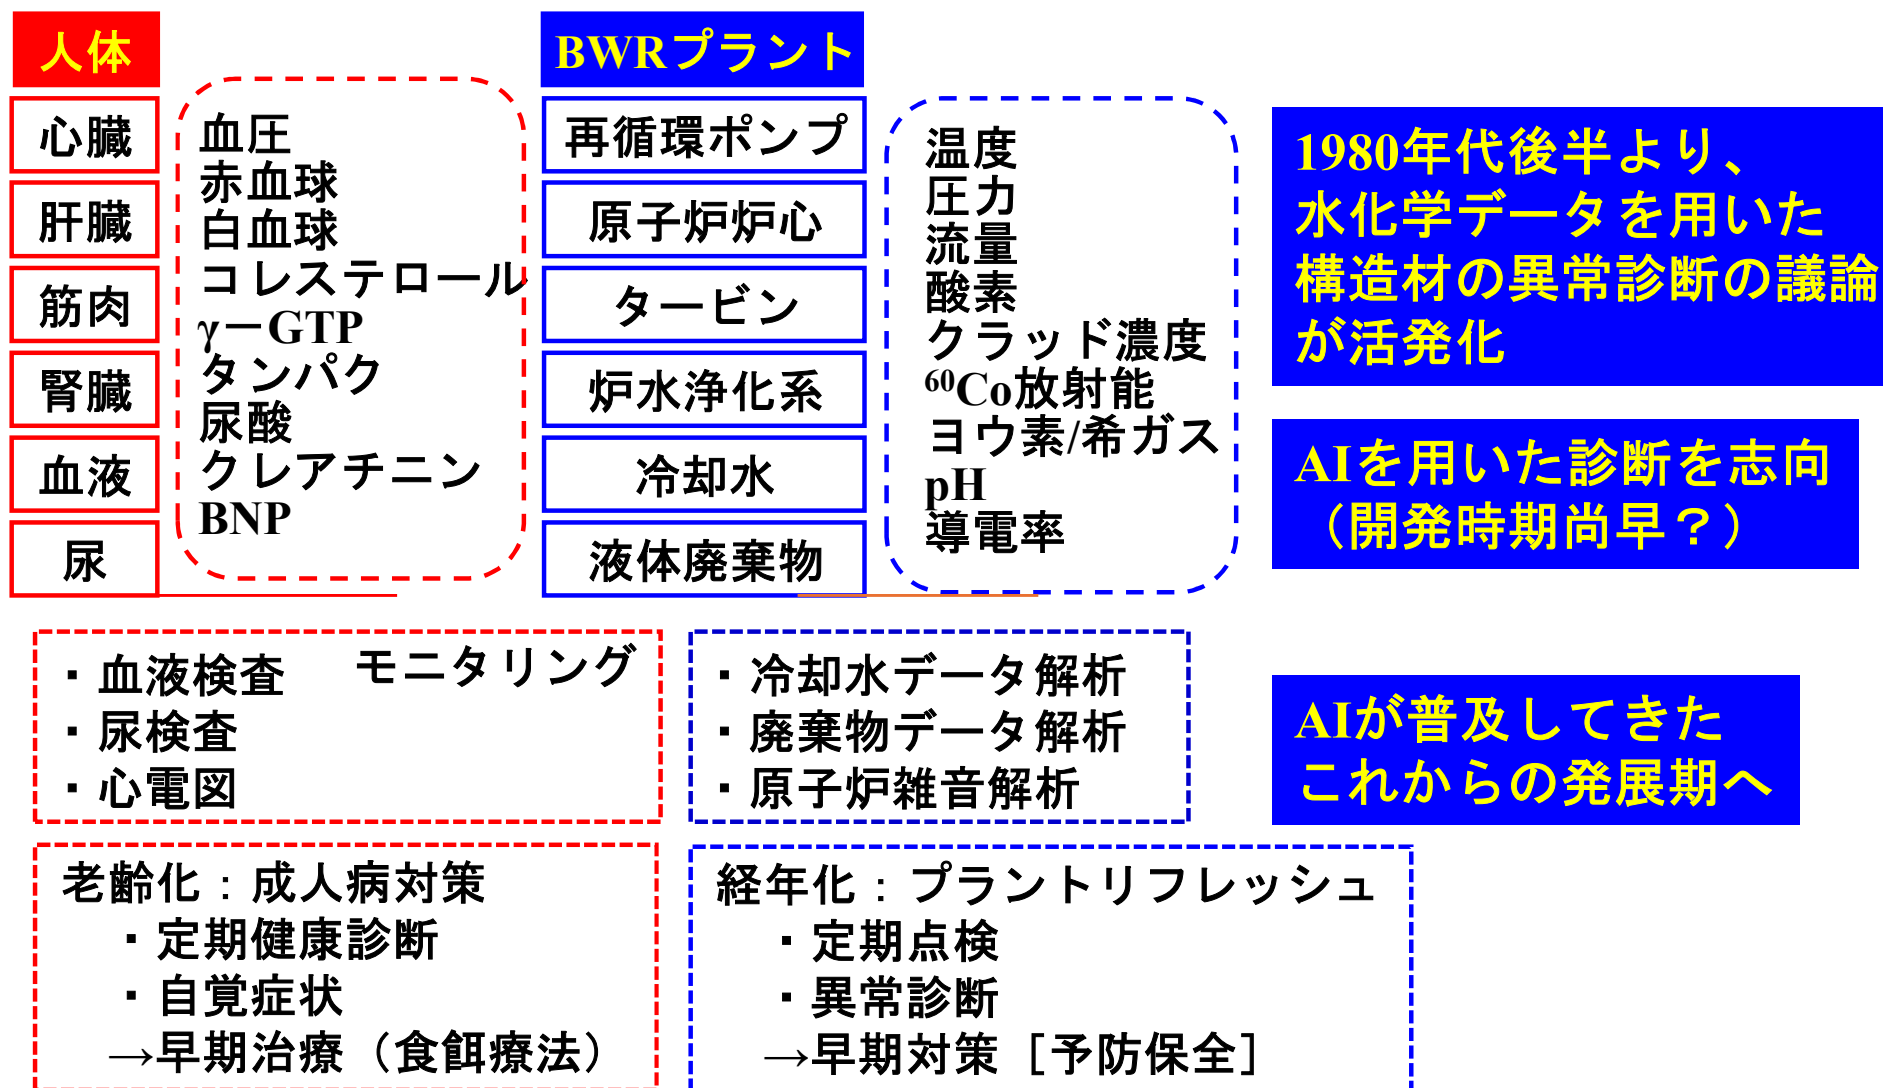 人体
心臓
肝臓
筋肉
腎臓
血液
尿
血圧
赤血球
白血球
コレステロール
γーGTP
タンパク
尿酸
クレアチニン
BNP
BWRプラント
再循環ポンプ
原子炉炉心
タービン
炉水浄化系
冷却水
液体廃棄物
温度
圧力
流量
酸素
クラッド濃度
⁶⁰Co放射能
ヨウ素/希ガス
pH
導電率
1980年代後半より、
水化学データを用いた
構造材の異常診断の議論
が活発化
AIを用いた診断を志向
（開発時期尚早？）
AIが普及してきた
これからの発展期へ
・血液検査　モニタリング
・尿検査
・心電図
・冷却水データ解析
・廃棄物データ解析
・原子炉雑音解析
老齢化：成人病対策
・定期健康診断
・自覚症状
→早期治療（食餌療法）
経年化：プラントリフレッシュ
・定期点検
・異常診断
→早期対策［予防保全］